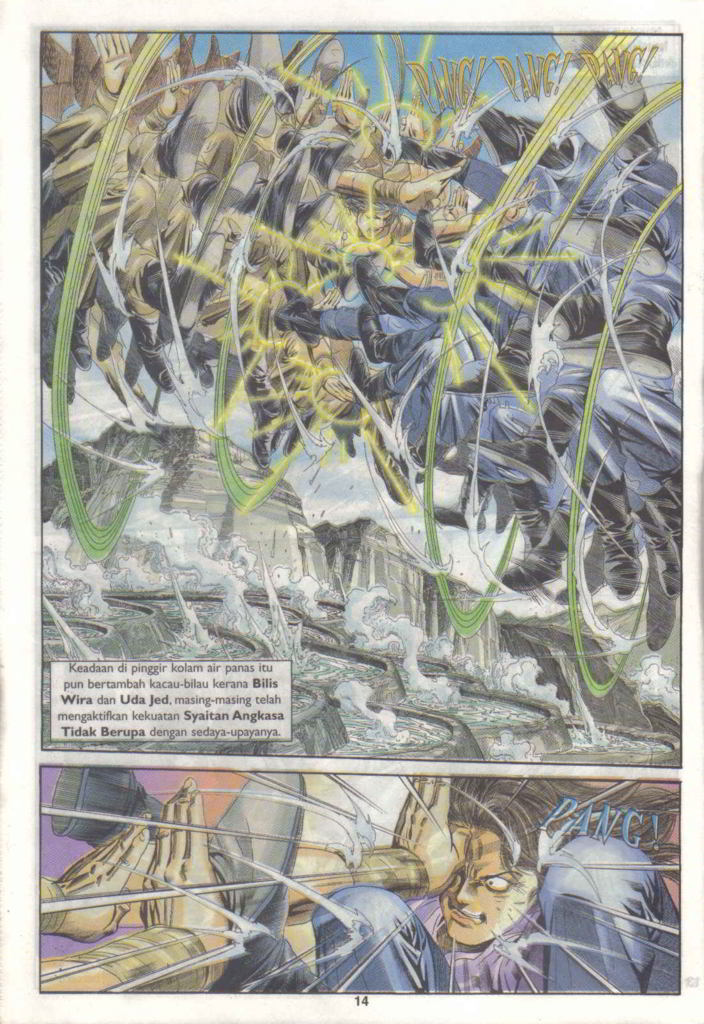 PANG! PANG! PANG!
Keadaan di pinggir kolam air panas itu
pun bertambah kacau-bilau kerana Bilis
Wira dan Uda Jed, masing-masing telah
mengaktifkan kekuatan Syaitan Angkasa
Tidak Berupa dengan sedaya-upayanya.
PANG!
14